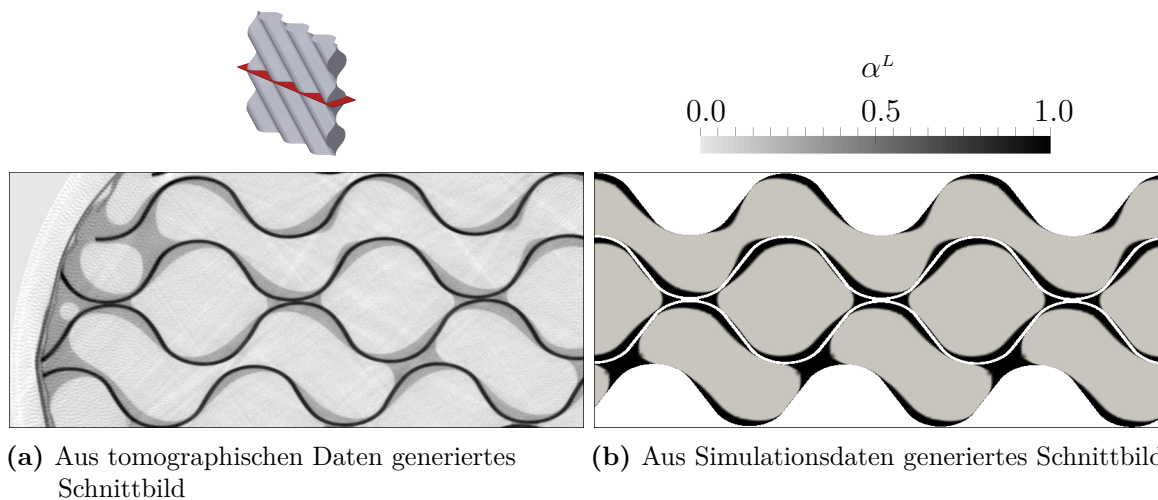 α^L
0.0 0.5 1.0
(a) Aus tomographischen Daten generiertes
Schnittbild
(b) Aus Simulationsdaten generiertes Schnittbild